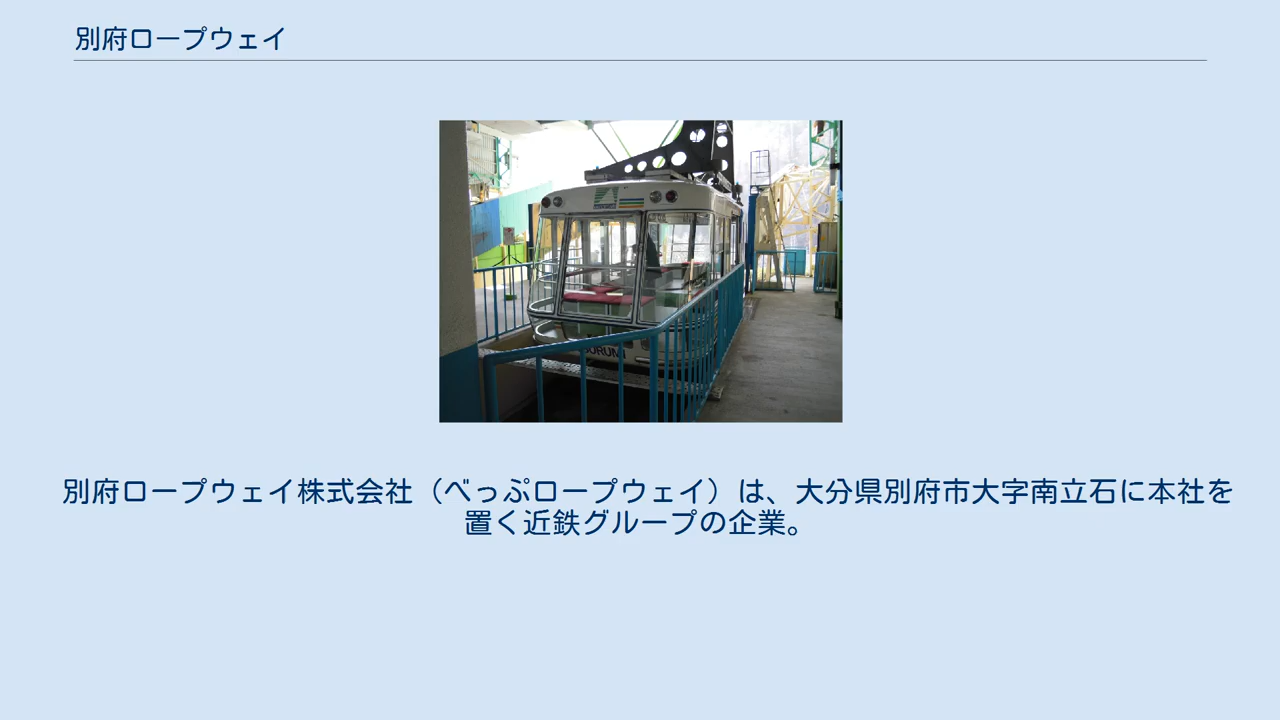 別府ロープウェイ
別府ロープウェイ株式会社（べっぷロープウェイ）は、大分県別府市大字南立石に本社を
置く近鉄グループの企業。